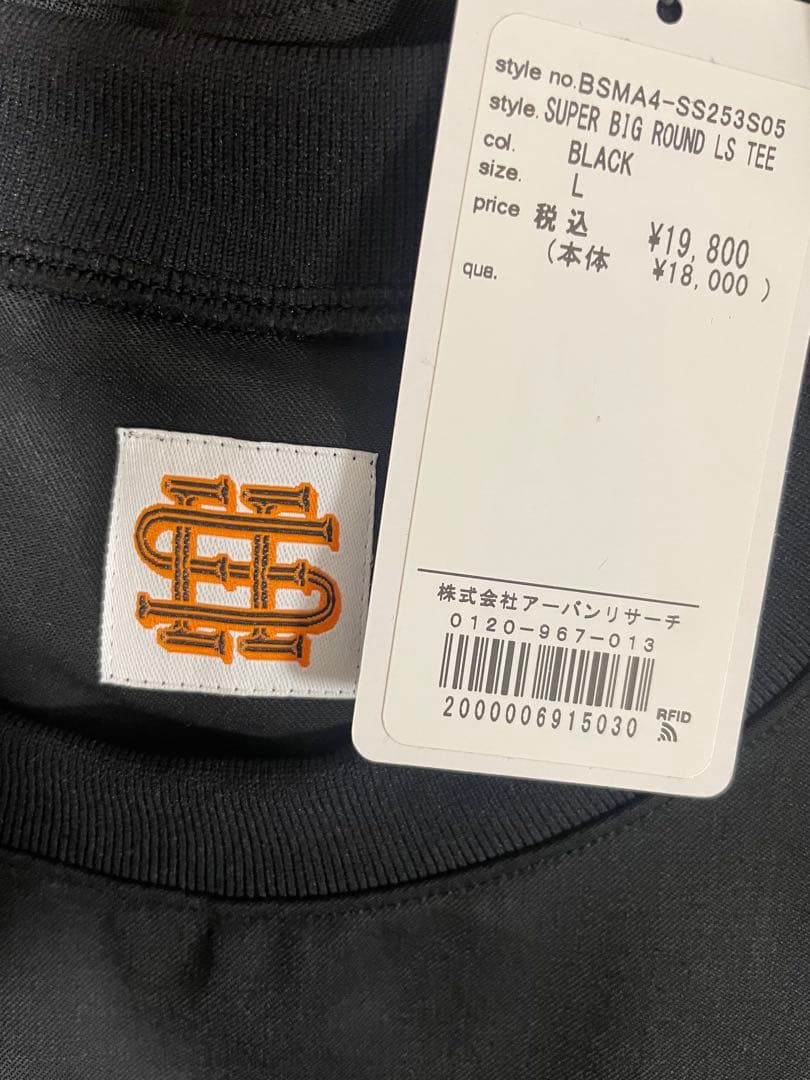 style no.BSMA4-SS253S05
style.SUPER BIG ROUND LS TEE
col. BLACK
size. L
price 税込 ¥19,800
(本体 ¥18,000 )
qua.
株式会社アーバンリサーチ
0120-967-013
2000006915030
RFID